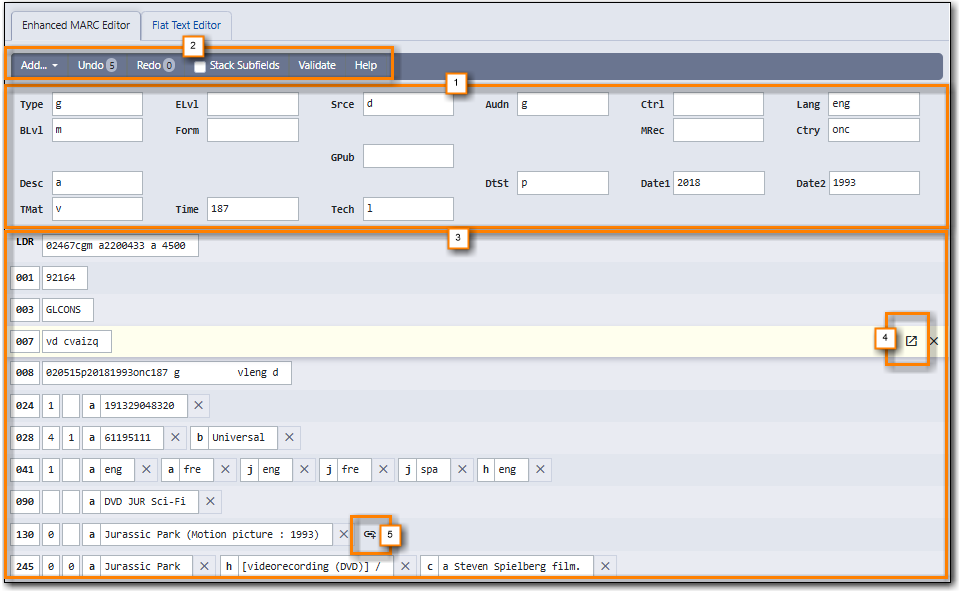 Enhanced MARC Editor Flat Text Editor
2
Add... Undo 5 Redo 0 Stack Subfields Validate Help
1
Type g ELvl Srce d Audn g Ctrl Lang eng
BLvl m Form MRec Ctry onc
GPub
Desc a DtSt p Date1 2018 Date2 1993
TMat v Time 187 Tech l
3
LDR 02467cgm a2200433 a 4500
001 92164
003 GLCONS
007 vd cvaizq 4
008 020515p20181993onc187 g vleng d
024 1 a 191329048320
028 4 1 a 61195111 b Universal
041 1 a eng a fre j eng j fre j spa h eng
090 a DVD JUR Sci-Fi
130 0 a Jurassic Park (Motion picture : 1993) 5
245 0 0 a Jurassic Park h [videorecording (DVD)] / c a Steven Spielberg film.